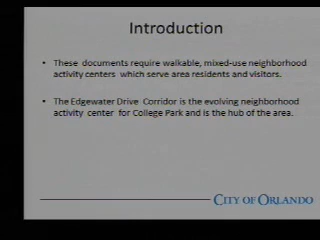 Introduction
• These documents require walkable, mixed-use neighborhood
activity centers which serve area residents and visitors.
• The Edgewater Drive Corridor is the evolving neighborhood
activity center for College Park and is the hub of the area.
CITY OF ORLANDO